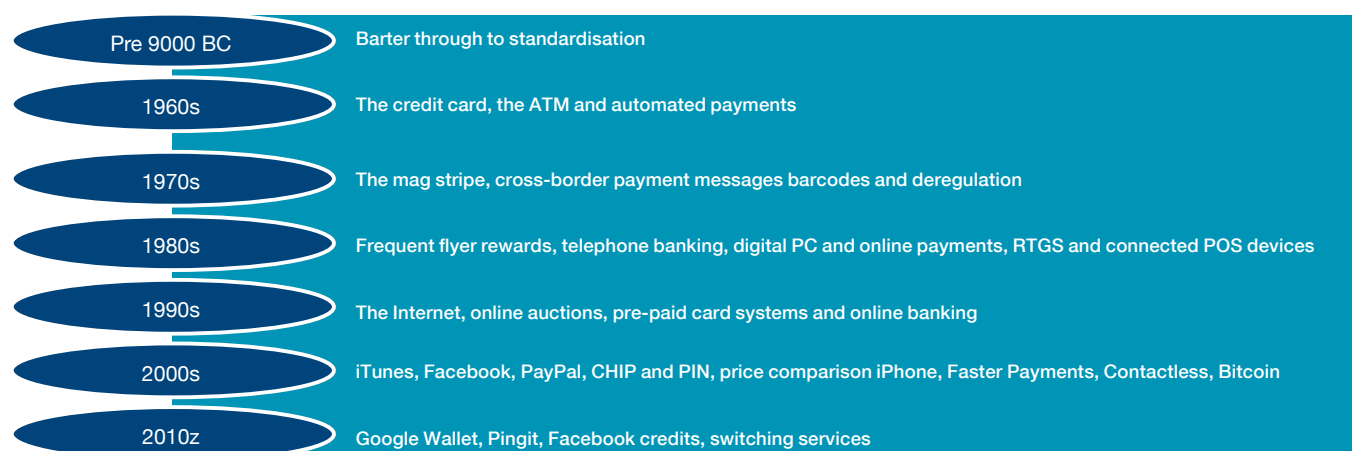 Pre 9000 BC Barter through to standardisation
1960s The credit card, the ATM and automated payments
1970s The mag stripe, cross-border payment messages barcodes and deregulation
1980s Frequent flyer rewards, telephone banking, digital PC and online payments, RTGS and connected POS devices
1990s The Internet, online auctions, pre-paid card systems and online banking
2000s iTunes, Facebook, PayPal, CHIP and PIN, price comparison iPhone, Faster Payments, Contactless, Bitcoin
2010z Google Wallet, Pingit, Facebook credits, switching services